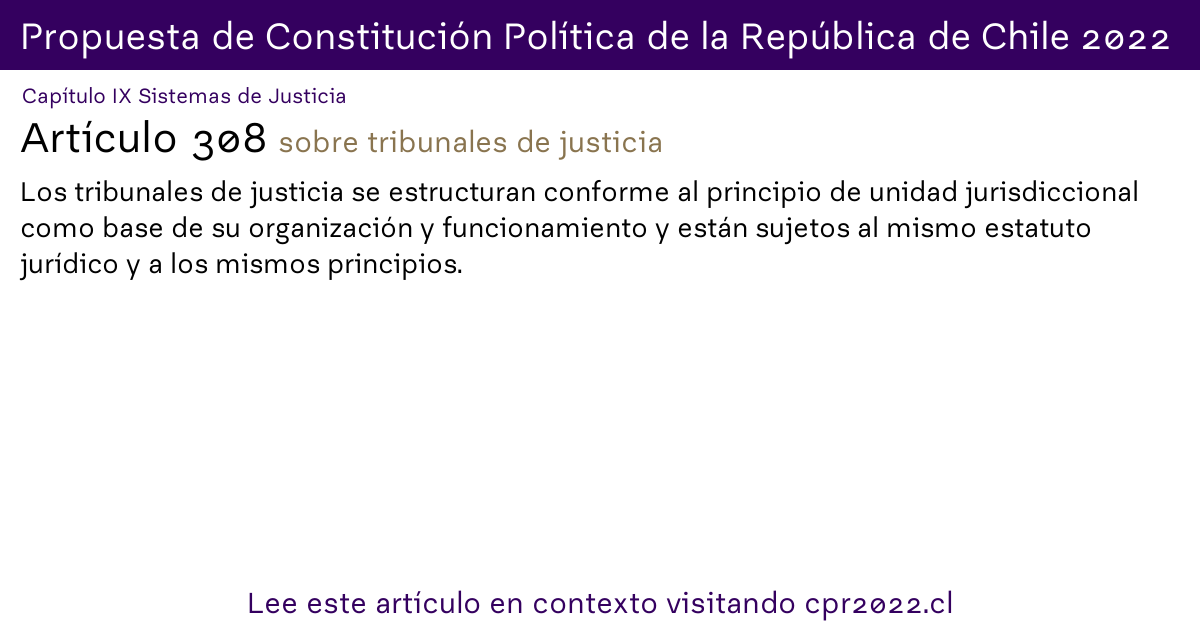 Propuesta de Constitución Política de la República de Chile 2022
Capítulo IX Sistemas de Justicia
Artículo 308 sobre tribunales de justicia
Los tribunales de justicia se estructuran conforme al principio de unidad jurisdiccional
como base de su organización y funcionamiento y están sujetos al mismo estatuto
jurídico y a los mismos principios.
Lee este artículo en contexto visitando cpr2022.cl